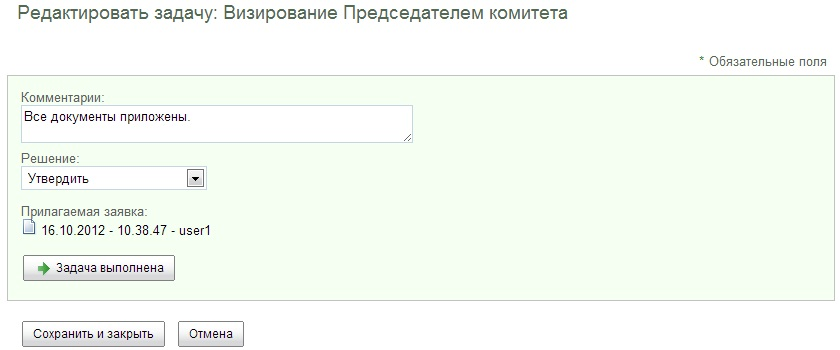 Редактировать задачу: Визирование Председателем комитета
* Обязательные поля
Комментарии:
Все документы приложены.
Решение:
Утвердить
Прилагаемая заявка:
16.10.2012 - 10.38.47 - user1
Задача выполнена
Сохранить и закрыть Отмена